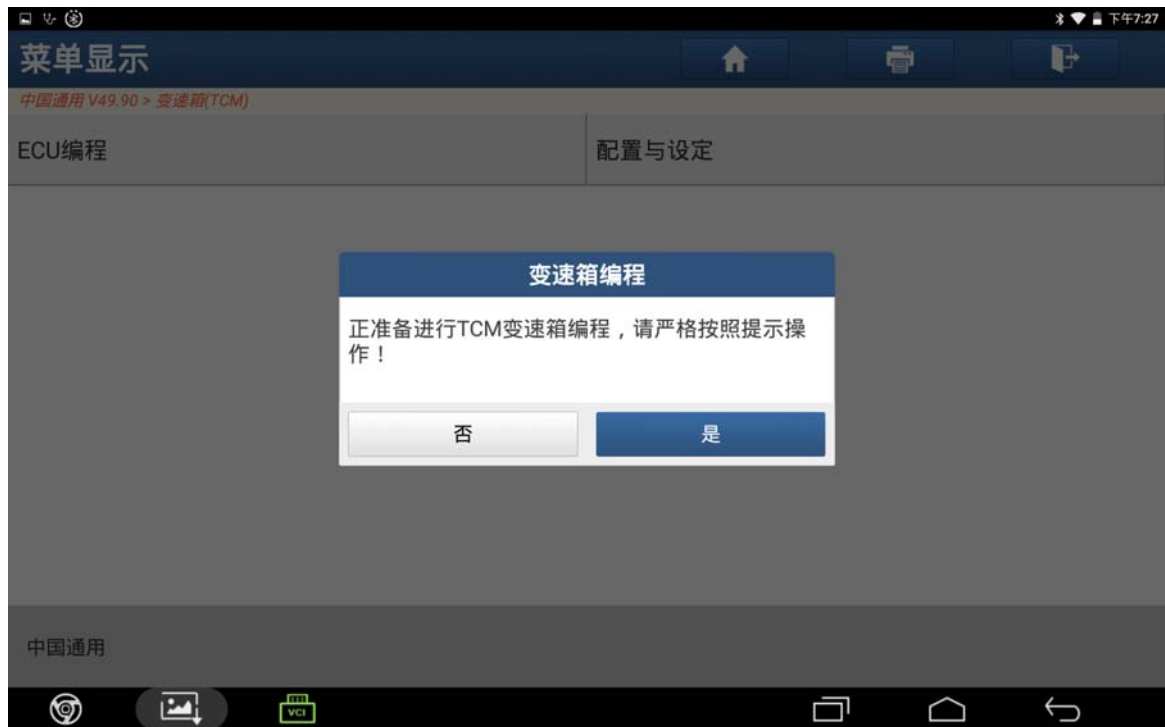 下午7:27
菜单显示
中国通用 V49.90 > 变速箱(TCM)
ECU编程
配置与设定
变速箱编程
正准备进行TCM变速箱编程，请严格按照提示操
作！
否
是
中国通用
VCI